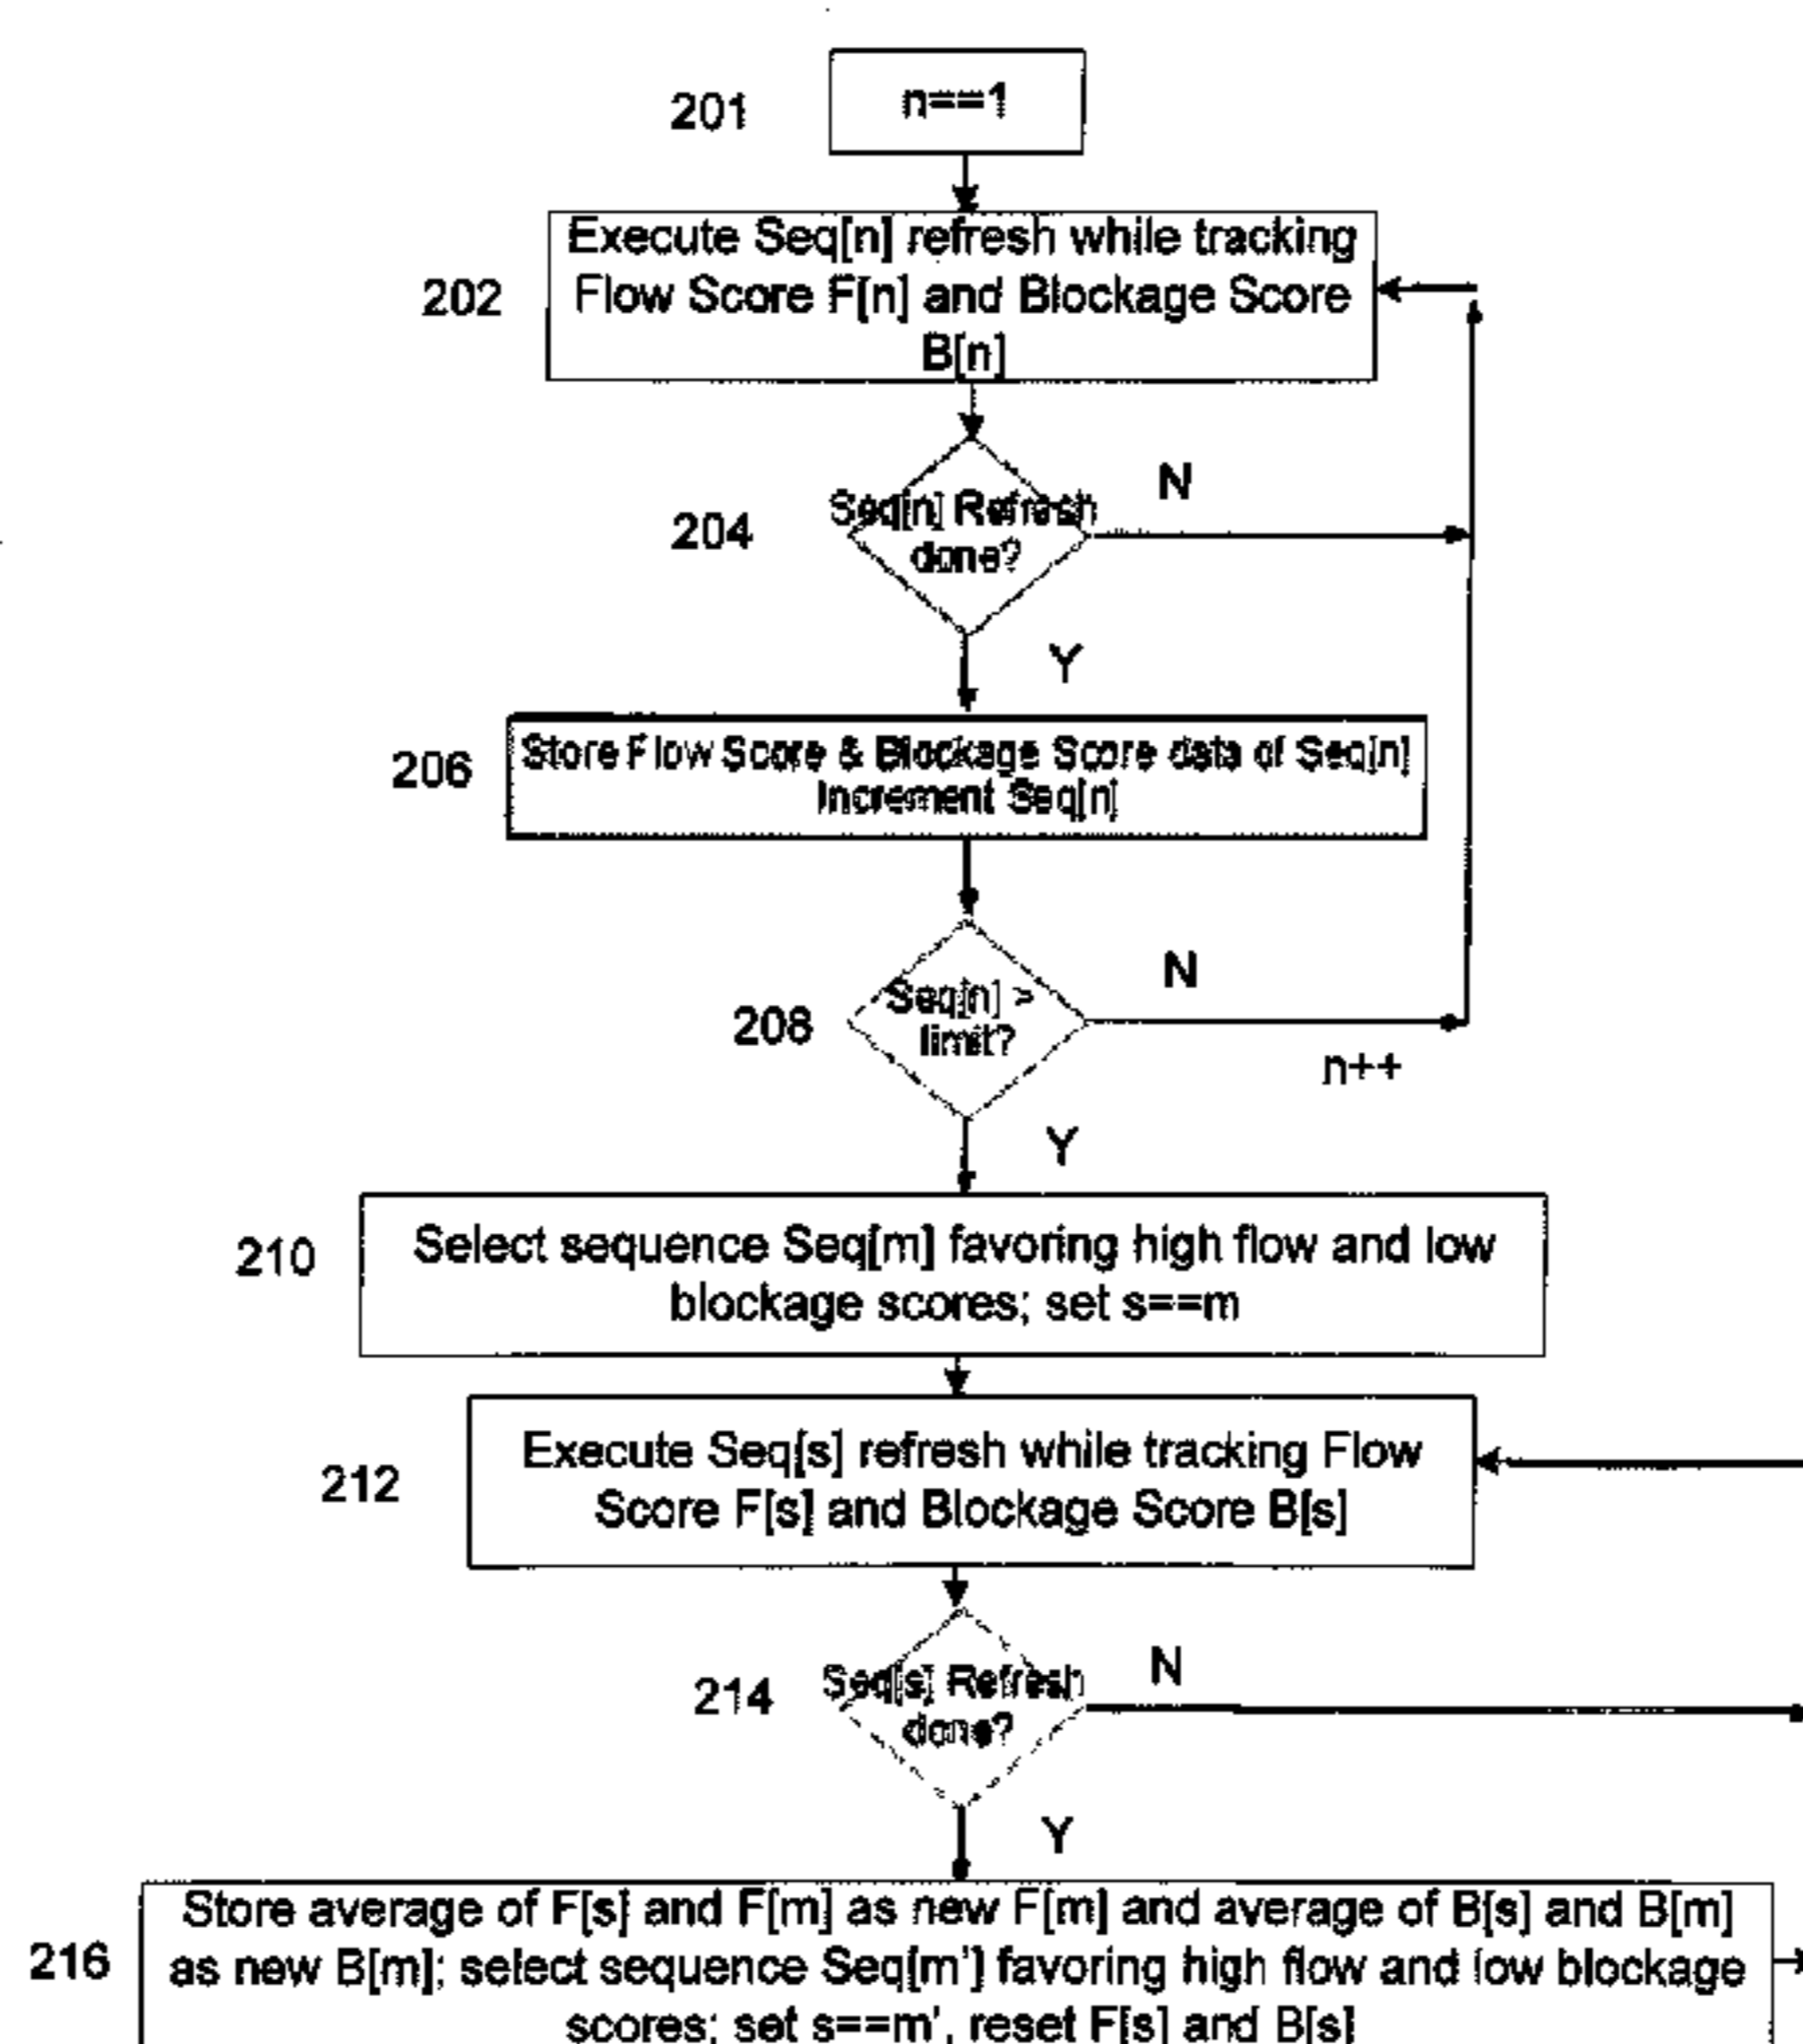 201
n==1
202
Execute Seq[n] refresh while tracking
Flow Score F[n] and Blockage Score
B[n]
204
Seq[n] Refresh
done?
N
Y
206
Store Flow Score & Blockage Score data of Seq[n]
Increment Seq[n]
208
Seq[n] >
limit?
N
n++
Y
210
Select sequence Seq[m] favoring high flow and low
blockage scores; set s==m
212
Execute Seq[s] refresh while tracking Flow
Score F[s] and Blockage Score B[s]
214
Seq[s] Refresh
done?
N
Y
216
Store average of F[s] and F[m] as new F[m] and average of B[s] and B[m]
as new B[m]; select sequence Seq[m'] favoring high flow and low blockage
scores; set s==m', reset F[s] and B[s]